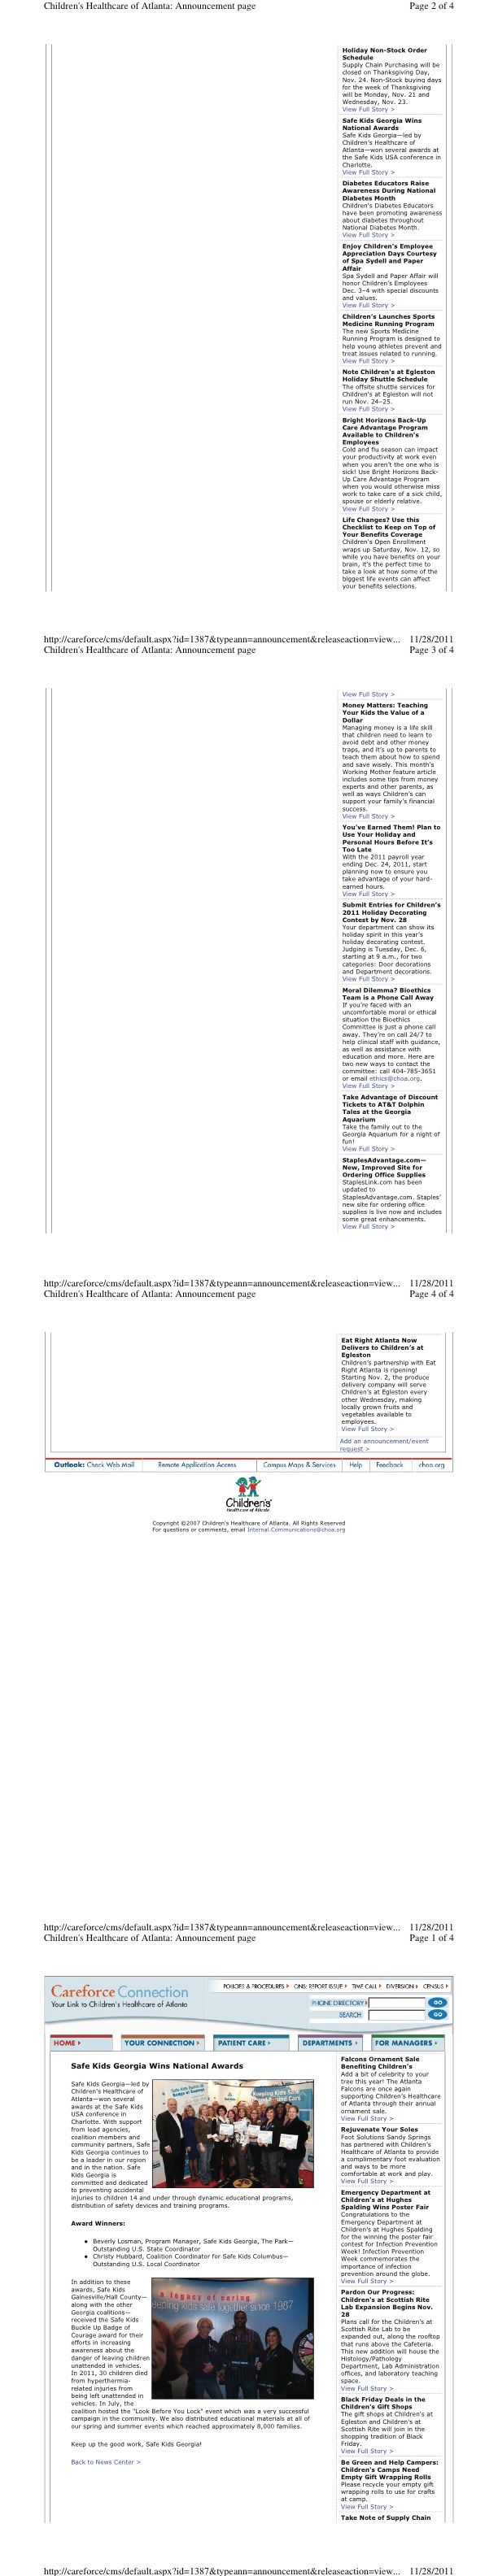 Children's Healthcare of Atlanta: Announcement page
Page 2 of 4
Holiday Non-Stock Order
Schedule
Supply Chain Purchasing will be
closed on Thanksgiving Day,
Nov. 24. Non-Stock buying days
for the week of Thanksgiving
will be Monday, Nov. 21 and
Wednesday, Nov. 23.
View Full Story >
Safe Kids Georgia Wins
National Awards
Safe Kids Georgia—led by
Children's Healthcare of
Atlanta—won several awards at
the Safe Kids USA conference in
Charlotte.
View Full Story >
Diabetes Educators Raise
Awareness During National
Diabetes Month
Children's Diabetes Educators
have been promoting awareness
about diabetes throughout
National Diabetes Month.
View Full Story >
Enjoy Children's Employee
Appreciation Days Courtesy
of Spa Sydell and Paper
Affair
Spa Sydell and Paper Affair will
honor Children's Employees
Dec. 3–4 with special discounts
and values.
View Full Story >
Children's Launches Sports
Medicine Running Program
The new Sports Medicine
Running Program is designed to
help young athletes prevent and
treat issues related to running.
View Full Story >
Note Children's at Egleston
Holiday Shuttle Schedule
The offsite shuttle services for
Children's at Egleston will not
run Nov. 24–25.
View Full Story >
Bright Horizons Back-Up
Care Advantage Program
Available to Children's
Employees
Cold and flu season can impact
your productivity at work even
when you aren't the one who is
sick! Use Bright Horizons Back-
Up Care Advantage Program
when you would otherwise miss
work to take care of a sick child,
spouse or elderly relative.
View Full Story >
Life Changes? Use this
Checklist to Keep on Top of
Your Benefits Coverage
Children's Open Enrollment
wraps up Saturday, Nov. 12, so
while you have benefits on your
brain, it's the perfect time to
take a look at how some of the
biggest life events can affect
your benefits selections.
http://careforce/cms/default.aspx?id=1387&typeann=announcement&releaseaction=view... 11/28/2011
Children's Healthcare of Atlanta: Announcement page
Page 3 of 4
View Full Story >
Money Matters: Teaching
Your Kids the Value of a
Dollar
Managing money is a life skill
that children need to learn to
avoid debt and other money
traps, and it's up to parents to
teach them about how to spend
and save wisely. This month's
Working Mother feature article
includes some tips from money
experts and other parents, as
well as ways Children's can
support your family's financial
success.
View Full Story >
You've Earned Them! Plan to
Use Your Holiday and
Personal Hours Before It's
Too Late
With the 2011 payroll year
ending Dec. 24, 2011, start
planning now to ensure you
take advantage of your hard-
earned hours.
View Full Story >
Submit Entries for Children's
2011 Holiday Decorating
Contest by Nov. 28
Your department can show its
holiday spirit in this year's
holiday decorating contest.
Judging is Tuesday, Dec. 6,
starting at 9 a.m., for two
categories: Door decorations
and Department decorations.
View Full Story >
Moral Dilemma? Bioethics
Team is a Phone Call Away
If you're faced with an
uncomfortable moral or ethical
situation the Bioethics
Committee is just a phone call
away. They're on call 24/7 to
help clinical staff with guidance,
as well as assistance with
education and more. Here are
two new ways to contact the
committee: call 404-785-3651
or email ethics@choa.org.
View Full Story >
Take Advantage of Discount
Tickets to AT&T Dolphin
Tales at the Georgia
Aquarium
Take the family out to the
Georgia Aquarium for a night of
fun!
View Full Story >
StaplesAdvantage.com—
New, Improved Site for
Ordering Office Supplies
StaplesLink.com has been
updated to
StaplesAdvantage.com. Staples'
new site for ordering office
supplies is live now and includes
some great enhancements.
View Full Story >
http://careforce/cms/default.aspx?id=1387&typeann=announcement&releaseaction=view... 11/28/2011
Children's Healthcare of Atlanta: Announcement page
Page 4 of 4
Eat Right Atlanta Now
Delivers to Children's at
Egleston
Children's partnership with Eat
Right Atlanta is ripening!
Starting Nov. 2, the produce
delivery company will serve
Children's at Egleston every
other Wednesday, making
locally grown fruits and
vegetables available to
employees.
View Full Story >
Add an announcement/event
request >
Outlook: Check Web Mail
Remote Application Access
Campus Maps & Services
Help
Feedback
choa.org
Children's
Healthcare of Atlanta
Copyright ©2007 Children's Healthcare of Atlanta. All Rights Reserved
For questions or comments, email Internal.Communications@choa.org
http://careforce/cms/default.aspx?id=1387&typeann=announcement&releaseaction=view... 11/28/2011
Children's Healthcare of Atlanta: Announcement page
Page 1 of 4
Careforce Connection
Your Link to Children's Healthcare of Atlanta
POLICIES & PROCEDURES
ONS: REPORT ISSUE
TIME CALL
DIVERSION
CENSUS
PHONE DIRECTORY
GO
SEARCH
GO
HOME
YOUR CONNECTION
PATIENT CARE
DEPARTMENTS
FOR MANAGERS
Safe Kids Georgia Wins National Awards
Safe Kids Georgia—led by
Children's Healthcare of
Atlanta—won several
awards at the Safe Kids
USA conference in
Charlotte. With support
from lead agencies,
coalition members and
community partners, Safe
Kids Georgia continues to
be a leader in our region
and in the nation. Safe
Kids Georgia is
committed and dedicated
to preventing accidental
injuries to children 14 and under through dynamic educational programs,
distribution of safety devices and training programs.
Award Winners:
Beverly Losman, Program Manager, Safe Kids Georgia, The Park—
Outstanding U.S. State Coordinator
Christy Hubbard, Coalition Coordinator for Safe Kids Columbus—
Outstanding U.S. Local Coordinator
In addition to these
awards, Safe Kids
Gainesville/Hall County—
along with the other
Georgia coalitions—
received the Safe Kids
Buckle Up Badge of
Courage award for their
efforts in increasing
awareness about the
danger of leaving children
unattended in vehicles.
In 2011, 30 children died
from hyperthermia-
related injuries from
being left unattended in
vehicles. In July, the
coalition hosted the "Look Before You Lock" event which was a very successful
campaign in the community. We also distributed educational materials at all of
our spring and summer events which reached approximately 8,000 families.
a legacy of caring
keeping kids safe together since 1987
Keep up the good work, Safe Kids Georgia!
Back to News Center >
Falcons Ornament Sale
Benefiting Children's
Add a bit of celebrity to your
tree this year! The Atlanta
Falcons are once again
supporting Children's Healthcare
of Atlanta through their annual
ornament sale.
View Full Story >
Rejuvenate Your Soles
Foot Solutions Sandy Springs
has partnered with Children's
Healthcare of Atlanta to provide
a complimentary foot evaluation
and ways to be more
comfortable at work and play.
View Full Story >
Emergency Department at
Children's at Hughes
Spalding Wins Poster Fair
Congratulations to the
Emergency Department at
Children's at Hughes Spalding
for the winning the poster fair
contest for Infection Prevention
Week! Infection Prevention
Week commemorates the
importance of infection
prevention around the globe.
View Full Story >
Pardon Our Progress:
Children's at Scottish Rite
Lab Expansion Begins Nov.
28
Plans call for the Children's at
Scottish Rite Lab to be
expanded out, along the rooftop
that runs above the Cafeteria.
This new addition will house the
Histology/Pathology
Department, Lab Administration
offices, and laboratory teaching
space.
View Full Story >
Black Friday Deals in the
Children's Gift Shops
The gift shops at Children's at
Egleston and Children's at
Scottish Rite will join in the
shopping tradition of Black
Friday.
View Full Story >
Be Green and Help Campers:
Children's Camps Need
Empty Gift Wrapping Rolls
Please recycle your empty gift
wrapping rolls to use for crafts
at camp.
View Full Story >
Take Note of Supply Chain
http://careforce/cms/default.aspx?id=1387&typeann=announcement&releaseaction=view... 11/28/2011